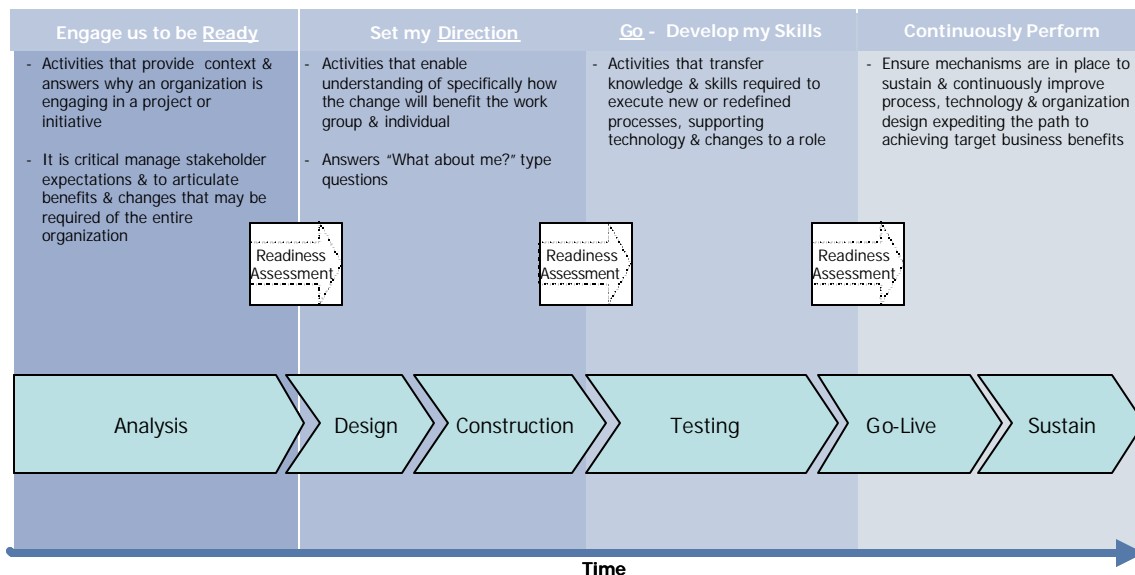 Engage us to be Ready
- Activities that provide context &
answers why an organization is
engaging in a project or
initiative
- It is critical manage stakeholder
expectations & to articulate
benefits & changes that may be
required of the entire
organization
Set my Direction
- Activities that enable
understanding of specifically how
the change will benefit the work
group & individual
- Answers “What about me?” type
questions
Go - Develop my Skills
- Activities that transfer
knowledge & skills required to
execute new or redefined
processes, supporting
technology & changes to a role
Continuously Perform
- Ensure mechanisms are in place to
sustain & continuously improve
process, technology & organization
design expediting the path to
achieving target business benefits
Readiness
Assessment
Readiness
Assessment
Readiness
Assessment
Analysis
Design
Construction
Testing
Go-Live
Sustain
Time